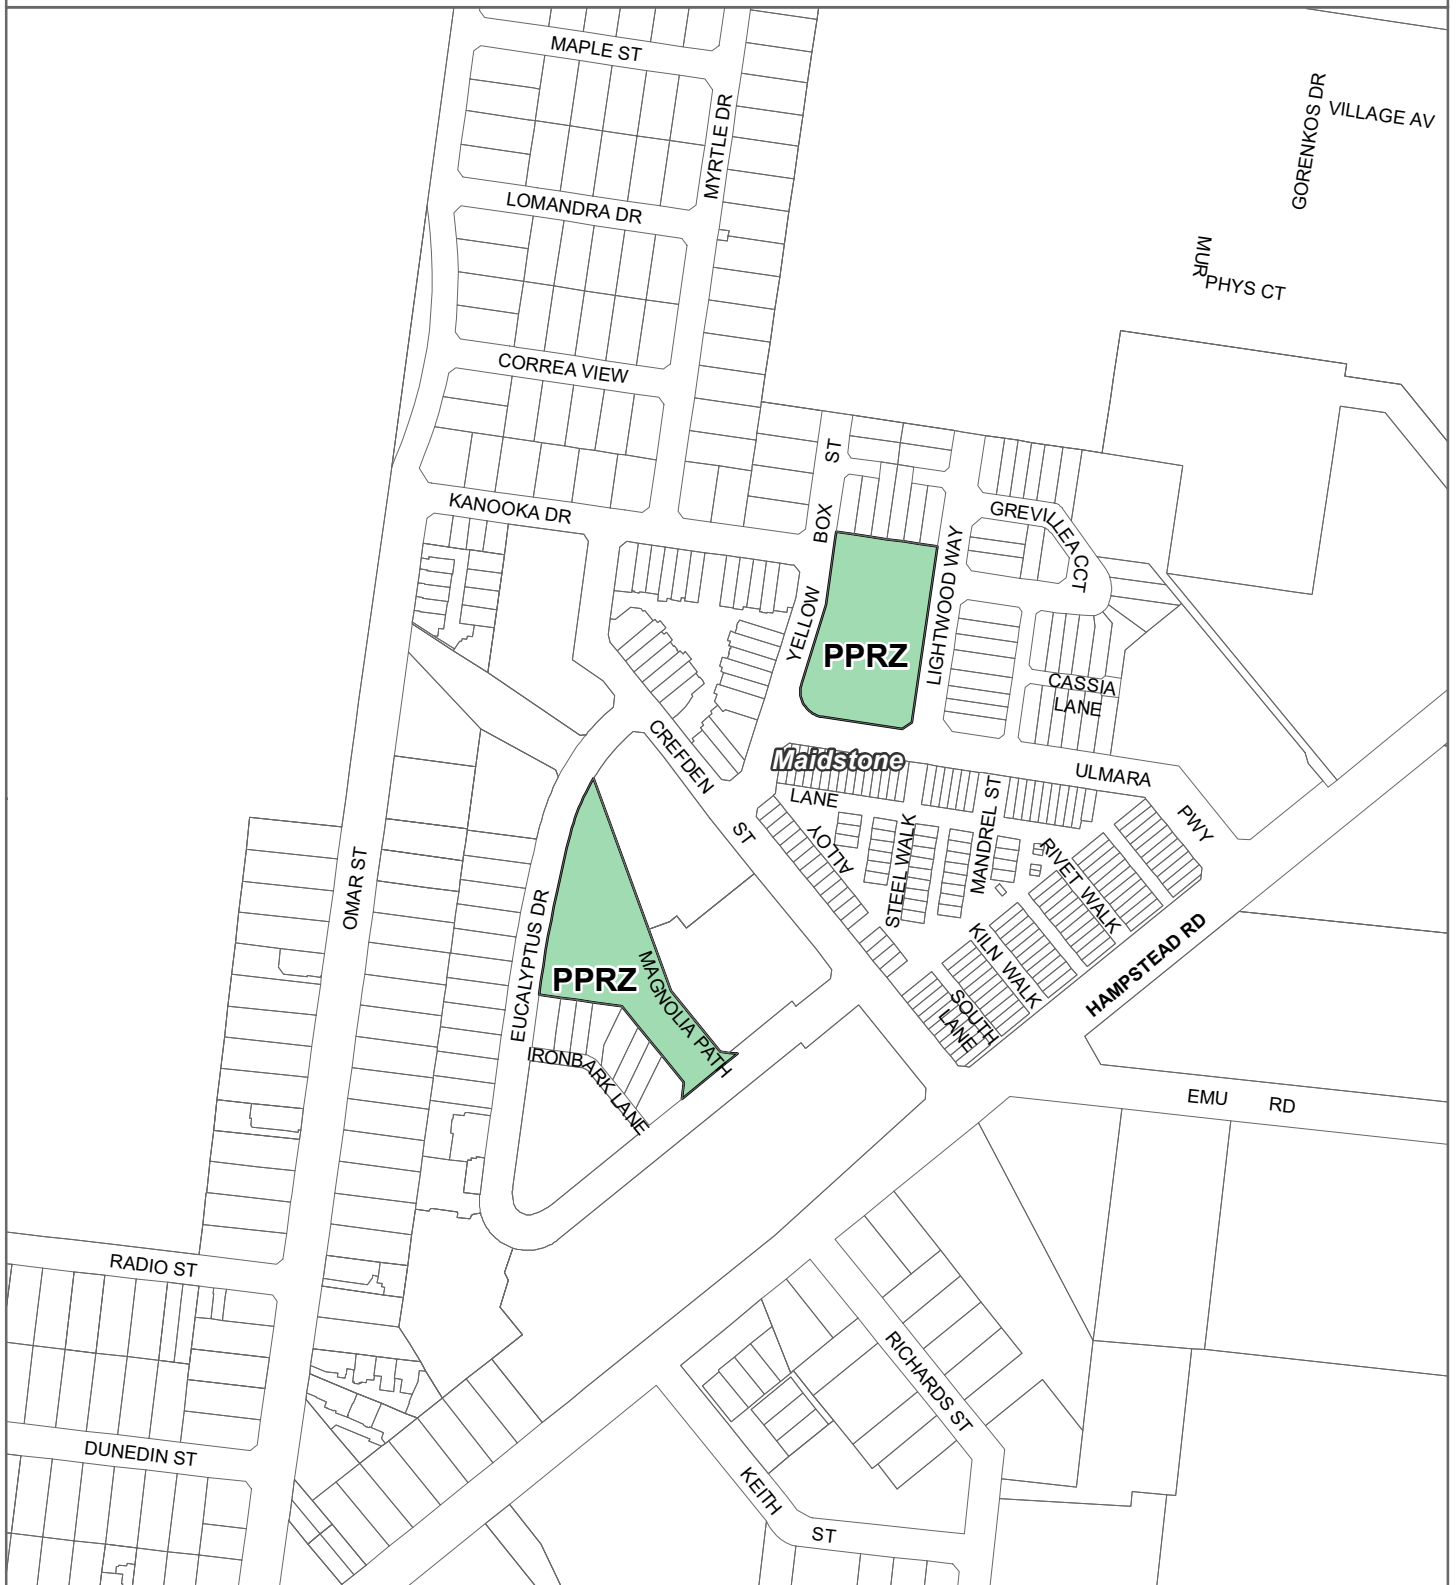 MAPLE ST
MYRTLE DR
GORENKOS DR
VILLAGE AV
LOMANDRA DR
MUR
PHYS CT
CORREA VIEW
KANOOKA DR
YELLOW BOX ST
GREVILLEA CCT
LIGHTWOOD WAY
PPRZ
CASSIA
LANE
CREFDEN ST
Maidstone
ULMARA PWY
LANE
ALLOY
STEEL WALK
MANDREL ST
RIVET WALK
OMAR ST
EUCALYPTUS DR
PPRZ
MAGNOLIA PATH
KILN WALK
HAMPSTEAD RD
SOUTH
LANE
IRONBARK LANE
EMU RD
RADIO ST
RICHARDS ST
DUNEDIN ST
KEITH ST